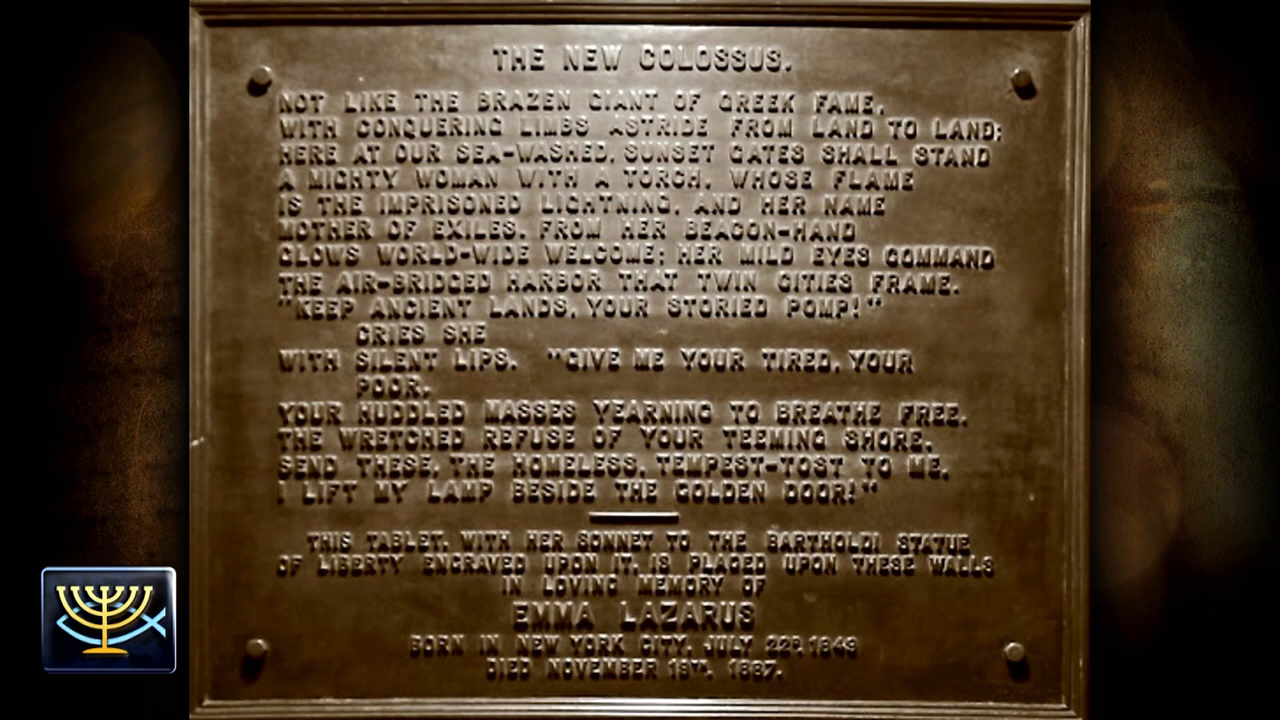 THE NEW COLOSSUS.
NOT LIKE THE BRAZEN GIANT OF GREEK FAME,
WITH CONQUERING LIMBS ASTRIDE FROM LAND TO LAND;
HERE AT OUR SEA-WASHED, SUNSET GATES SHALL STAND
A MIGHTY WOMAN WITH A TORCH, WHOSE FLAME
IS THE IMPRISONED LIGHTNING, AND HER NAME
MOTHER OF EXILES. FROM HER BEACON-HAND
GLOWS WORLD-WIDE WELCOME; HER MILD EYES COMMAND
THE AIR-BRIDGED HARBOR THAT TWIN CITIES FRAME.
"KEEP ANCIENT LANDS, YOUR STORIED POMP!"
CRIES SHE
WITH SILENT LIPS. "GIVE ME YOUR TIRED, YOUR
POOR,
YOUR HUDDLED MASSES YEARNING TO BREATHE FREE,
THE WRETCHED REFUSE OF YOUR TEEMING SHORE.
SEND THESE, THE HOMELESS, TEMPEST-TOST TO ME,
I LIFT MY LAMP BESIDE THE GOLDEN DOOR!"
THIS TABLET, WITH HER SONNET TO THE BARTHOLDI STATUE
OF LIBERTY ENGRAVED UPON IT, IS PLACED UPON THESE WALLS
IN LOVING MEMORY OF
EMMA LAZARUS
BORN IN NEW YORK CITY, JULY 22D, 1849
DIED NOVEMBER 19TH, 1887.